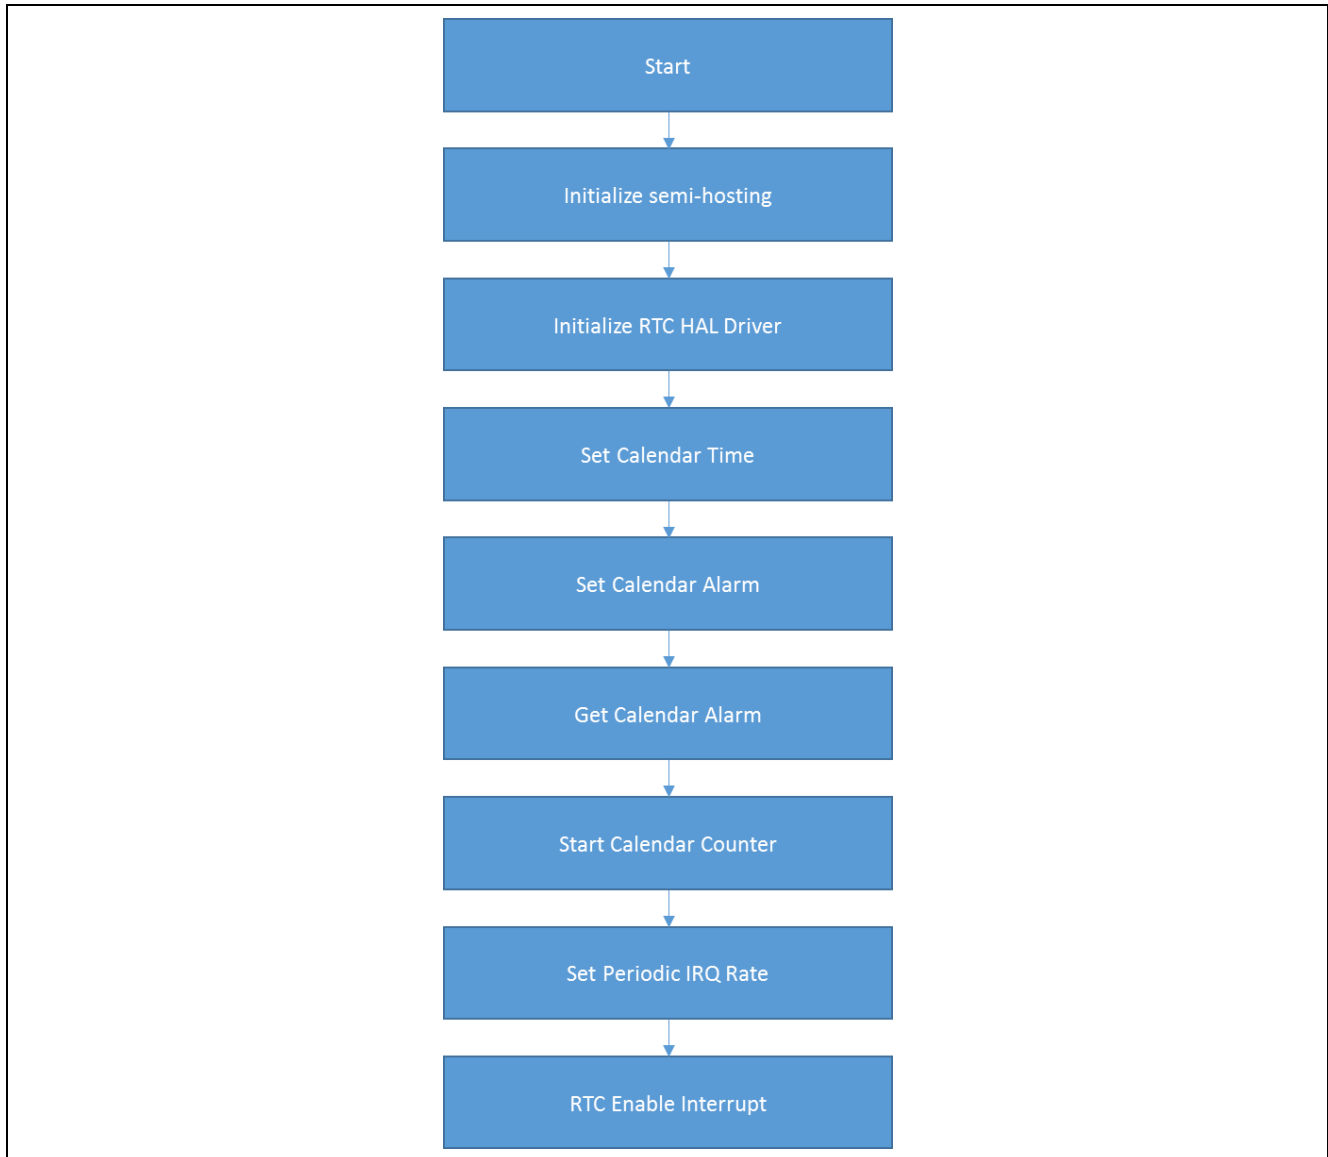 Start
Initialize semi-hosting
Initialize RTC HAL Driver
Set Calendar Time
Set Calendar Alarm
Get Calendar Alarm
Start Calendar Counter
Set Periodic IRQ Rate
RTC Enable Interrupt